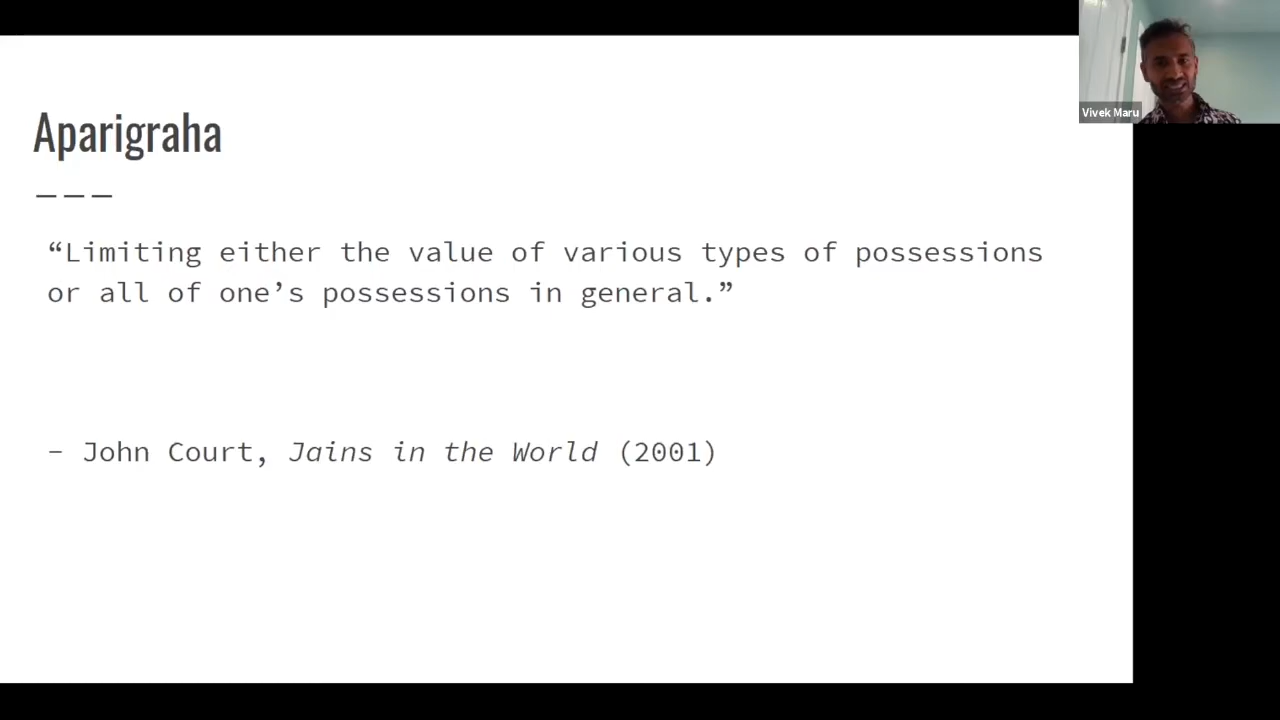 Vivek Maru
Aparigraha
“Limiting either the value of various types of possessions
or all of one’s possessions in general.”
– John Court, Jains in the World (2001)